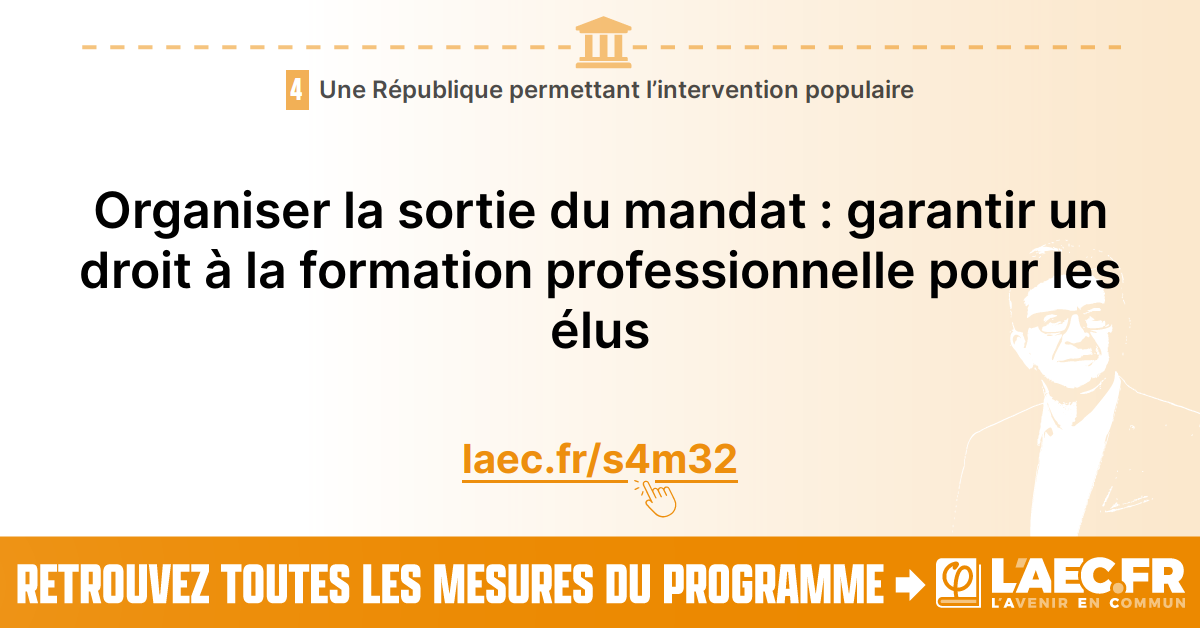 4 Une République permettant l’intervention populaire
Organiser la sortie du mandat : garantir un
droit à la formation professionnelle pour les
élus
laec.fr/s4m32
RETROUVEZ TOUTES LES MESURES DU PROGRAMME
φ L'AEC.FR
L'AVENIR EN COMMUN